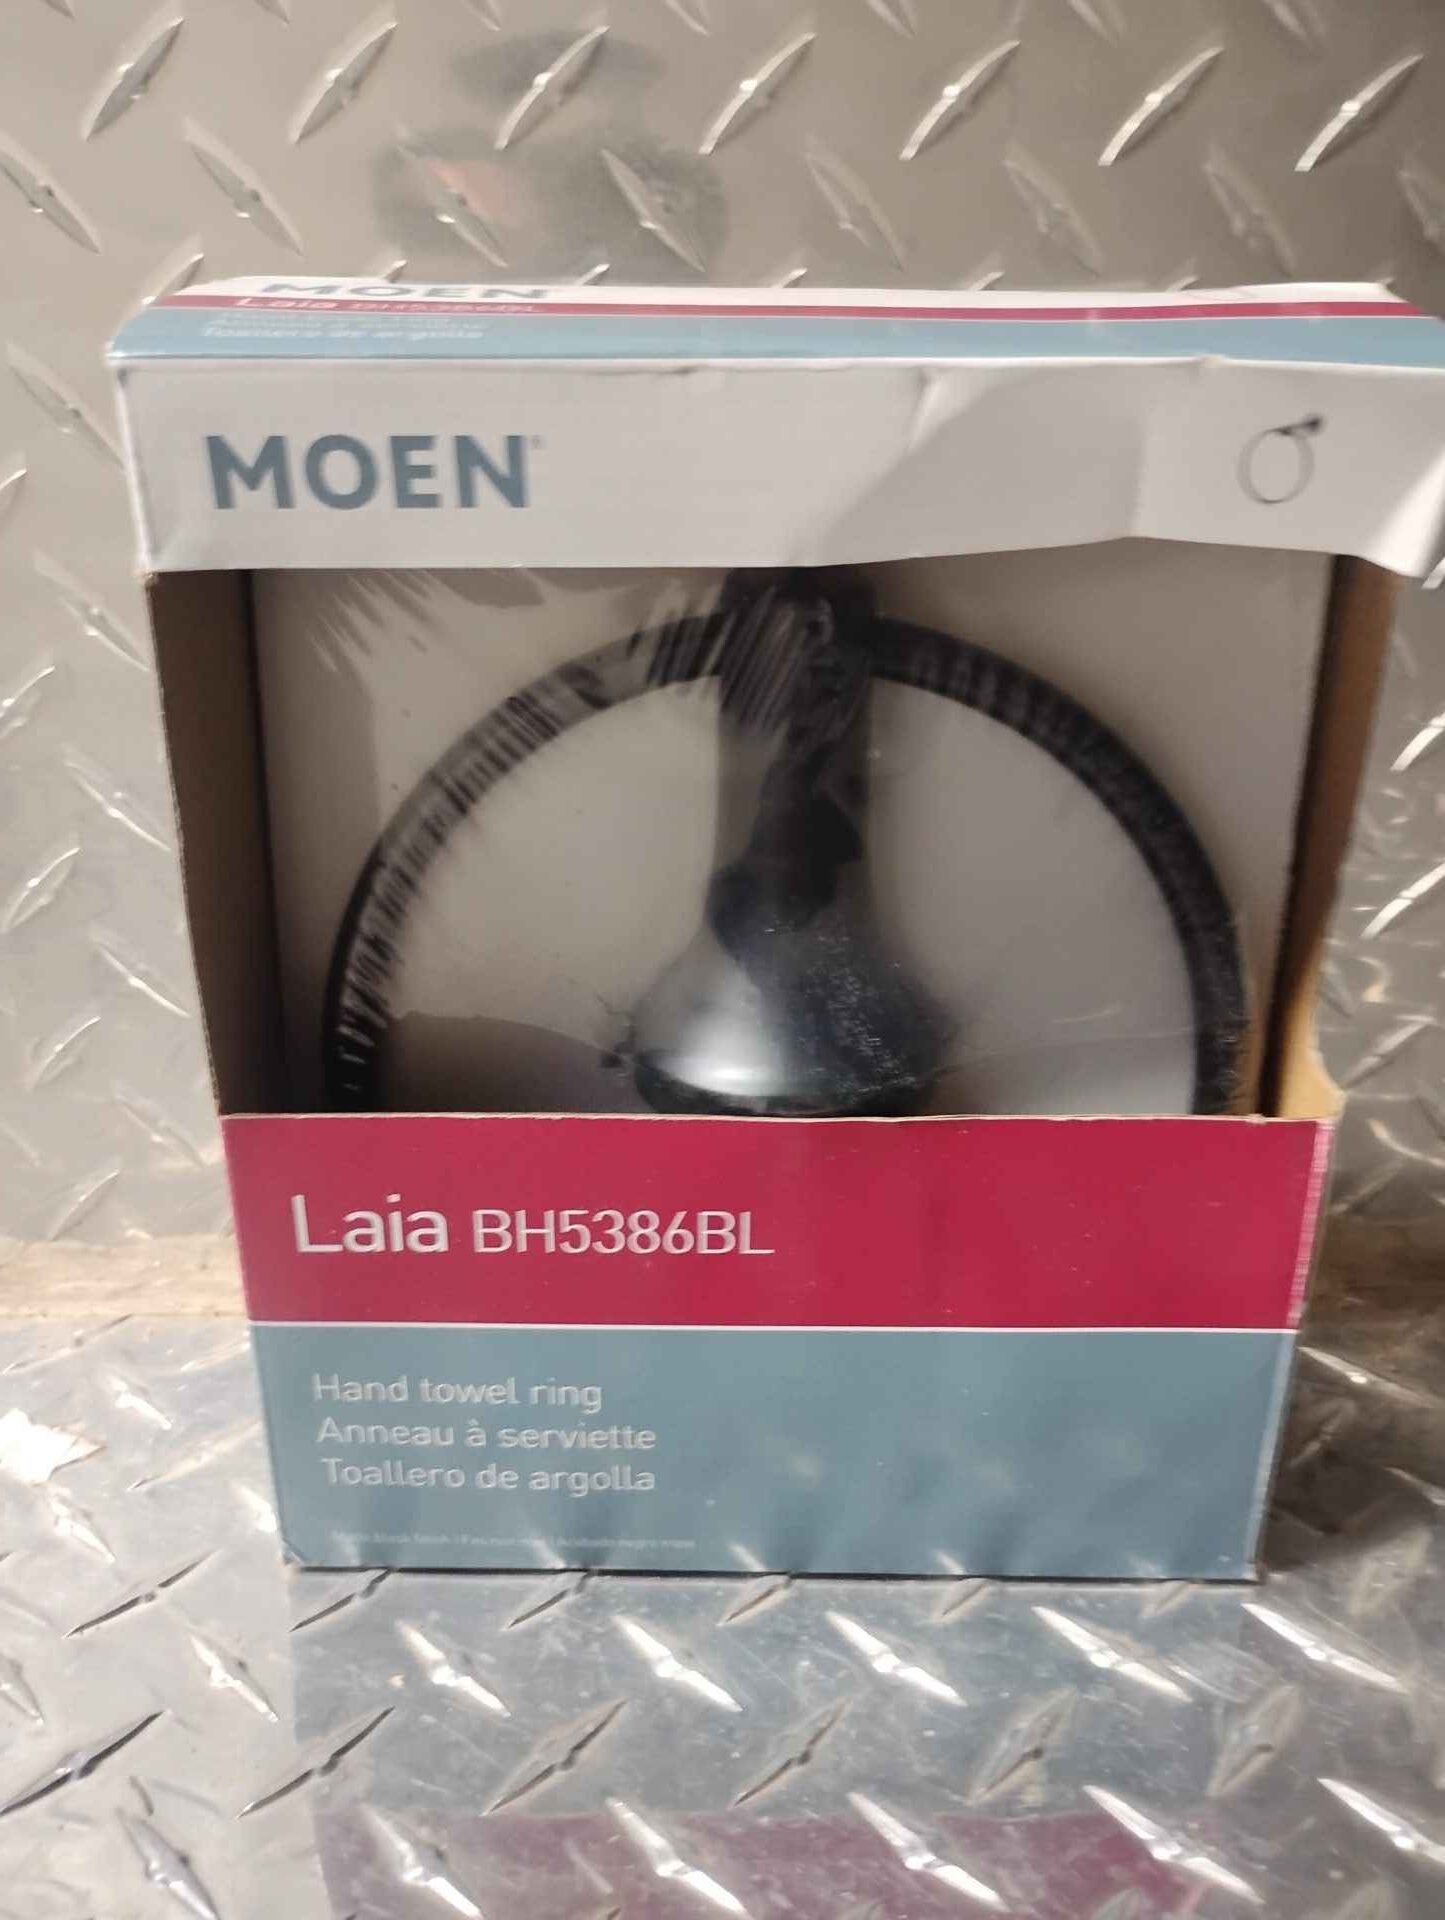 MOEN
Laia BH5386BL
Toallero de argolla
MOEN
Laia BH5386BL
Hand towel ring
Anneau à serviette
Toallero de argolla